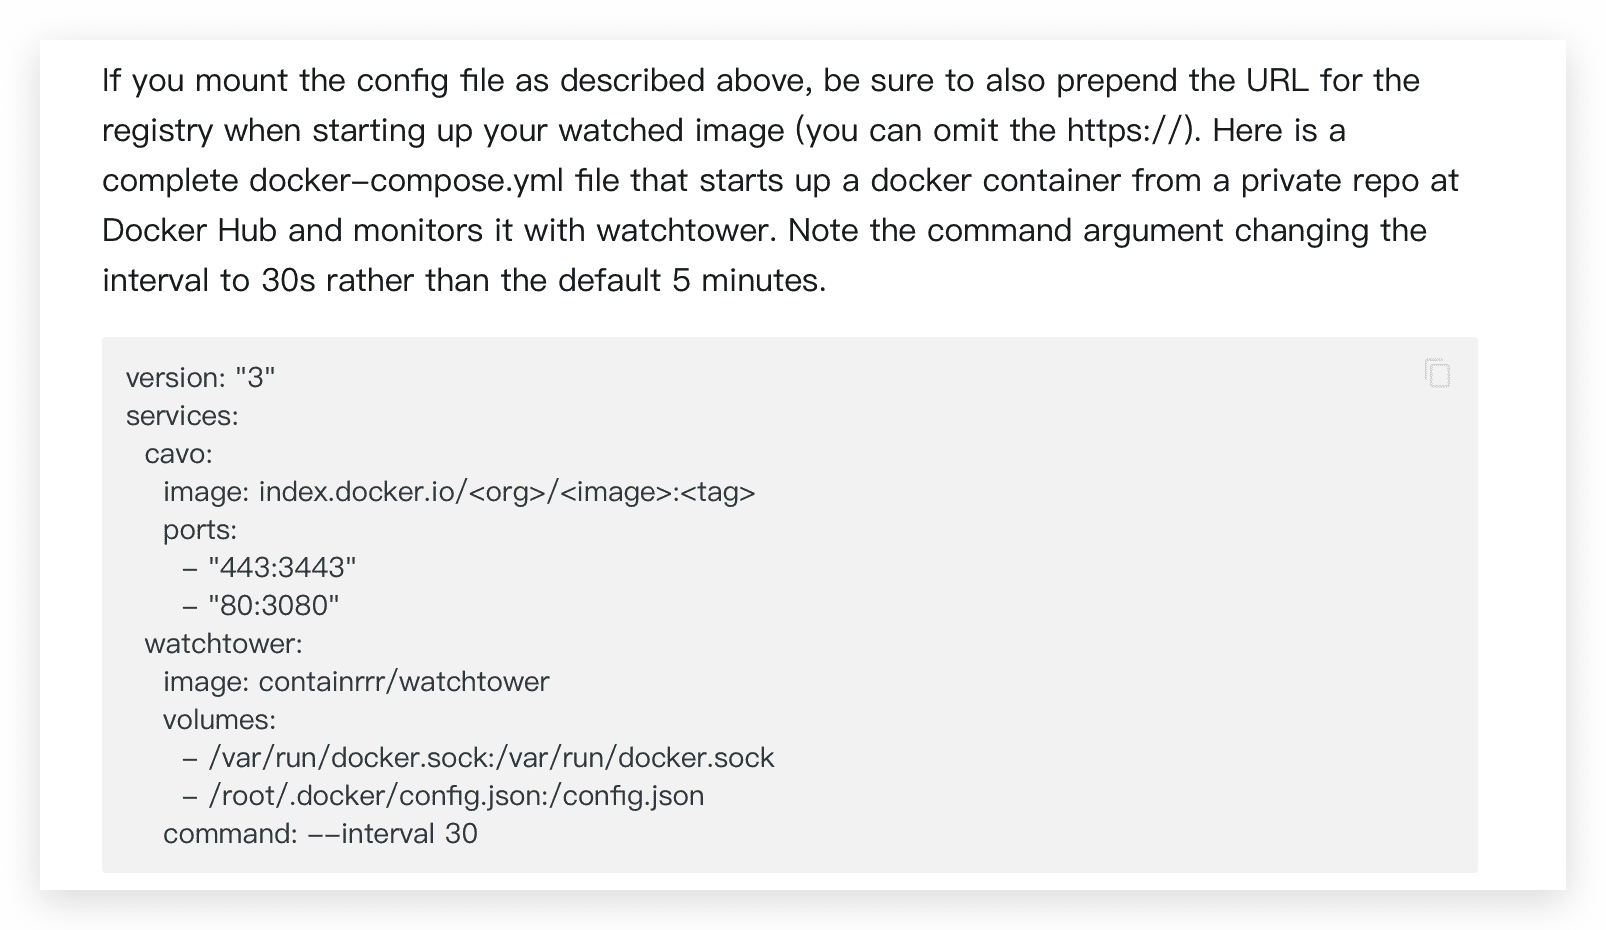 If you mount the config file as described above, be sure to also prepend the URL for the
registry when starting up your watched image (you can omit the https://). Here is a
complete docker-compose.yml file that starts up a docker container from a private repo at
Docker Hub and monitors it with watchtower. Note the command argument changing the
interval to 30s rather than the default 5 minutes.
version: "3"
services:
  cavo:
    image: index.docker.io/<org>/<image>:<tag>
    ports:
      - "443:3443"
      - "80:3080"
  watchtower:
    image: containrrr/watchtower
    volumes:
      - /var/run/docker.sock:/var/run/docker.sock
      - /root/.docker/config.json:/config.json
    command: --interval 30